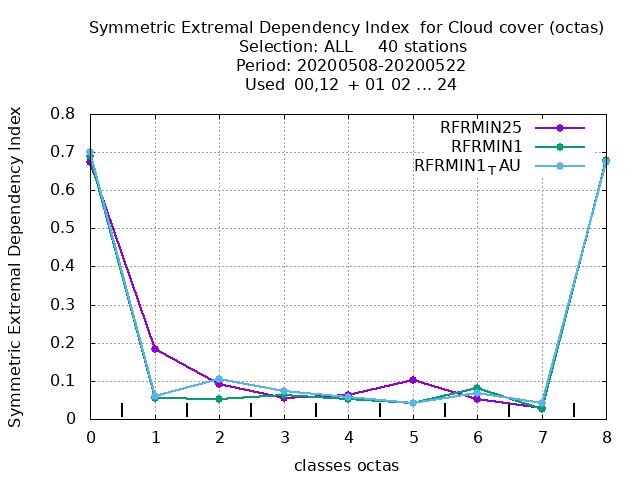 Symmetric Extremal Dependency Index  for Cloud cover (octas)
Selection: ALL     40 stations
Period: 20200508-20200522
Used  00,12  + 01 02 ... 24
Symmetric Extremal Dependency Index
0.8
0.7
0.6
0.5
0.4
0.3
0.2
0.1
0
RFRMIN25
RFRMIN1
RFRMIN1TAU
0 1 2 3 4 5 6 7 8
classes octas